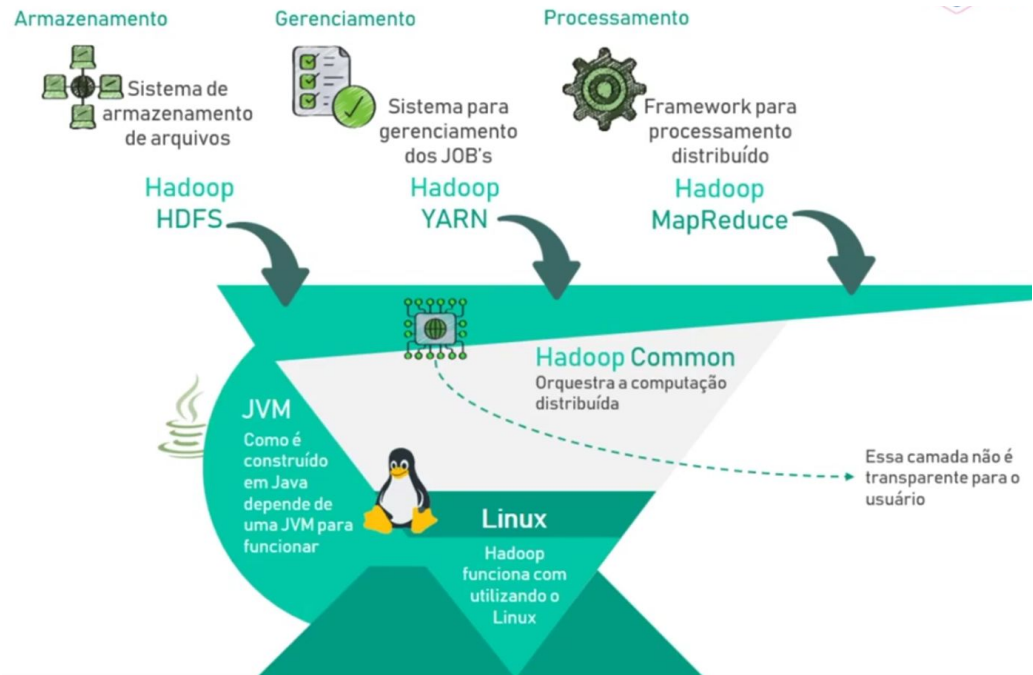 Armazenamento
Gerenciamento
Processamento
Sistema de
armazenamento
de arquivos
Sistema para
gerenciamento
dos JOB's
Framework para
processamento
distribuído
Hadoop
HDFS
Hadoop
YARN
Hadoop
MapReduce
Hadoop Common
Orquestra a computação
distribuída
JVM
Como é
construído
em Java
depende de
uma JVM para
funcionar
Essa camada não é
transparente para o
usuário
Linux
Hadoop
funciona com
utilizando o
Linux